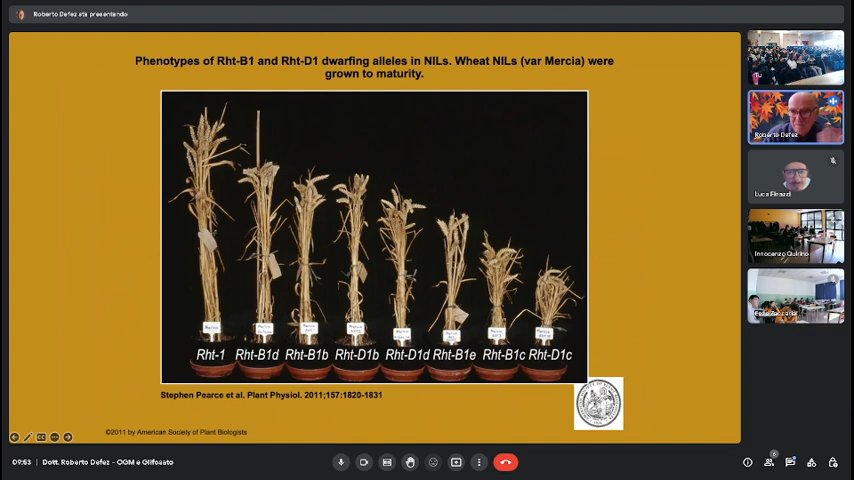 Roberto Defez sta presentando
Phenotypes of Rht-B1 and Rht-D1 dwarfing alleles in NILs. Wheat NILs (var Mercia) were
grown to maturity.
Rht-1 Rht-B1d Rht-B1b Rht-D1b Rht-D1d Rht-B1e Rht-B1c Rht-D1c
Stephen Pearce et al. Plant Physiol. 2011;157:1820-1831
©2011 by American Society of Plant Biologists
Tu
Roberto Defez
Innocenzo Quirino
09:53 | Dott. Roberto Defez - OGM e Glifosato
6